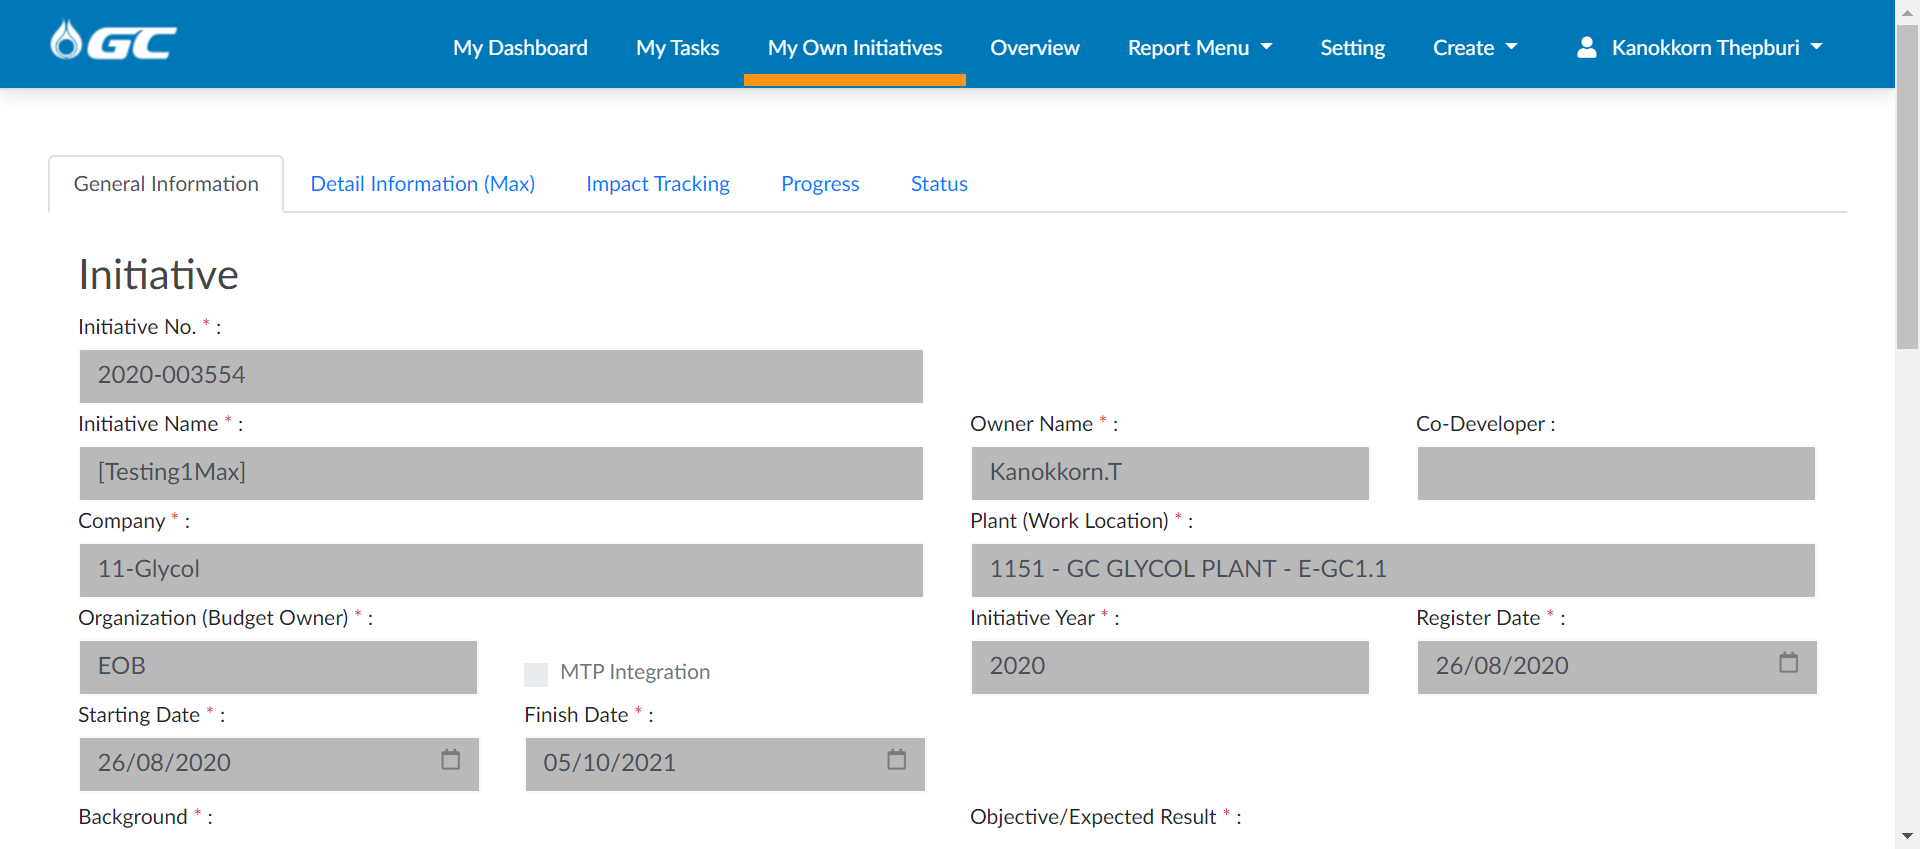 GC
My Dashboard My Tasks My Own Initiatives Overview Report Menu Setting Create Kanokkorn Thepburi
General Information Detail Information (Max) Impact Tracking Progress Status
Initiative
Initiative No. * :
2020-003554
Initiative Name * : Owner Name * : Co-Developer :
[Testing1Max] Kanokkorn.T
Company * : Plant (Work Location) * :
11-Glycol 1151 - GC GLYCOL PLANT - E-GC1.1
Organization (Budget Owner) * : Initiative Year * : Register Date * :
EOB MTP Integration 2020 26/08/2020
Starting Date * : Finish Date * :
26/08/2020 05/10/2021
Background * : Objective/Expected Result * :